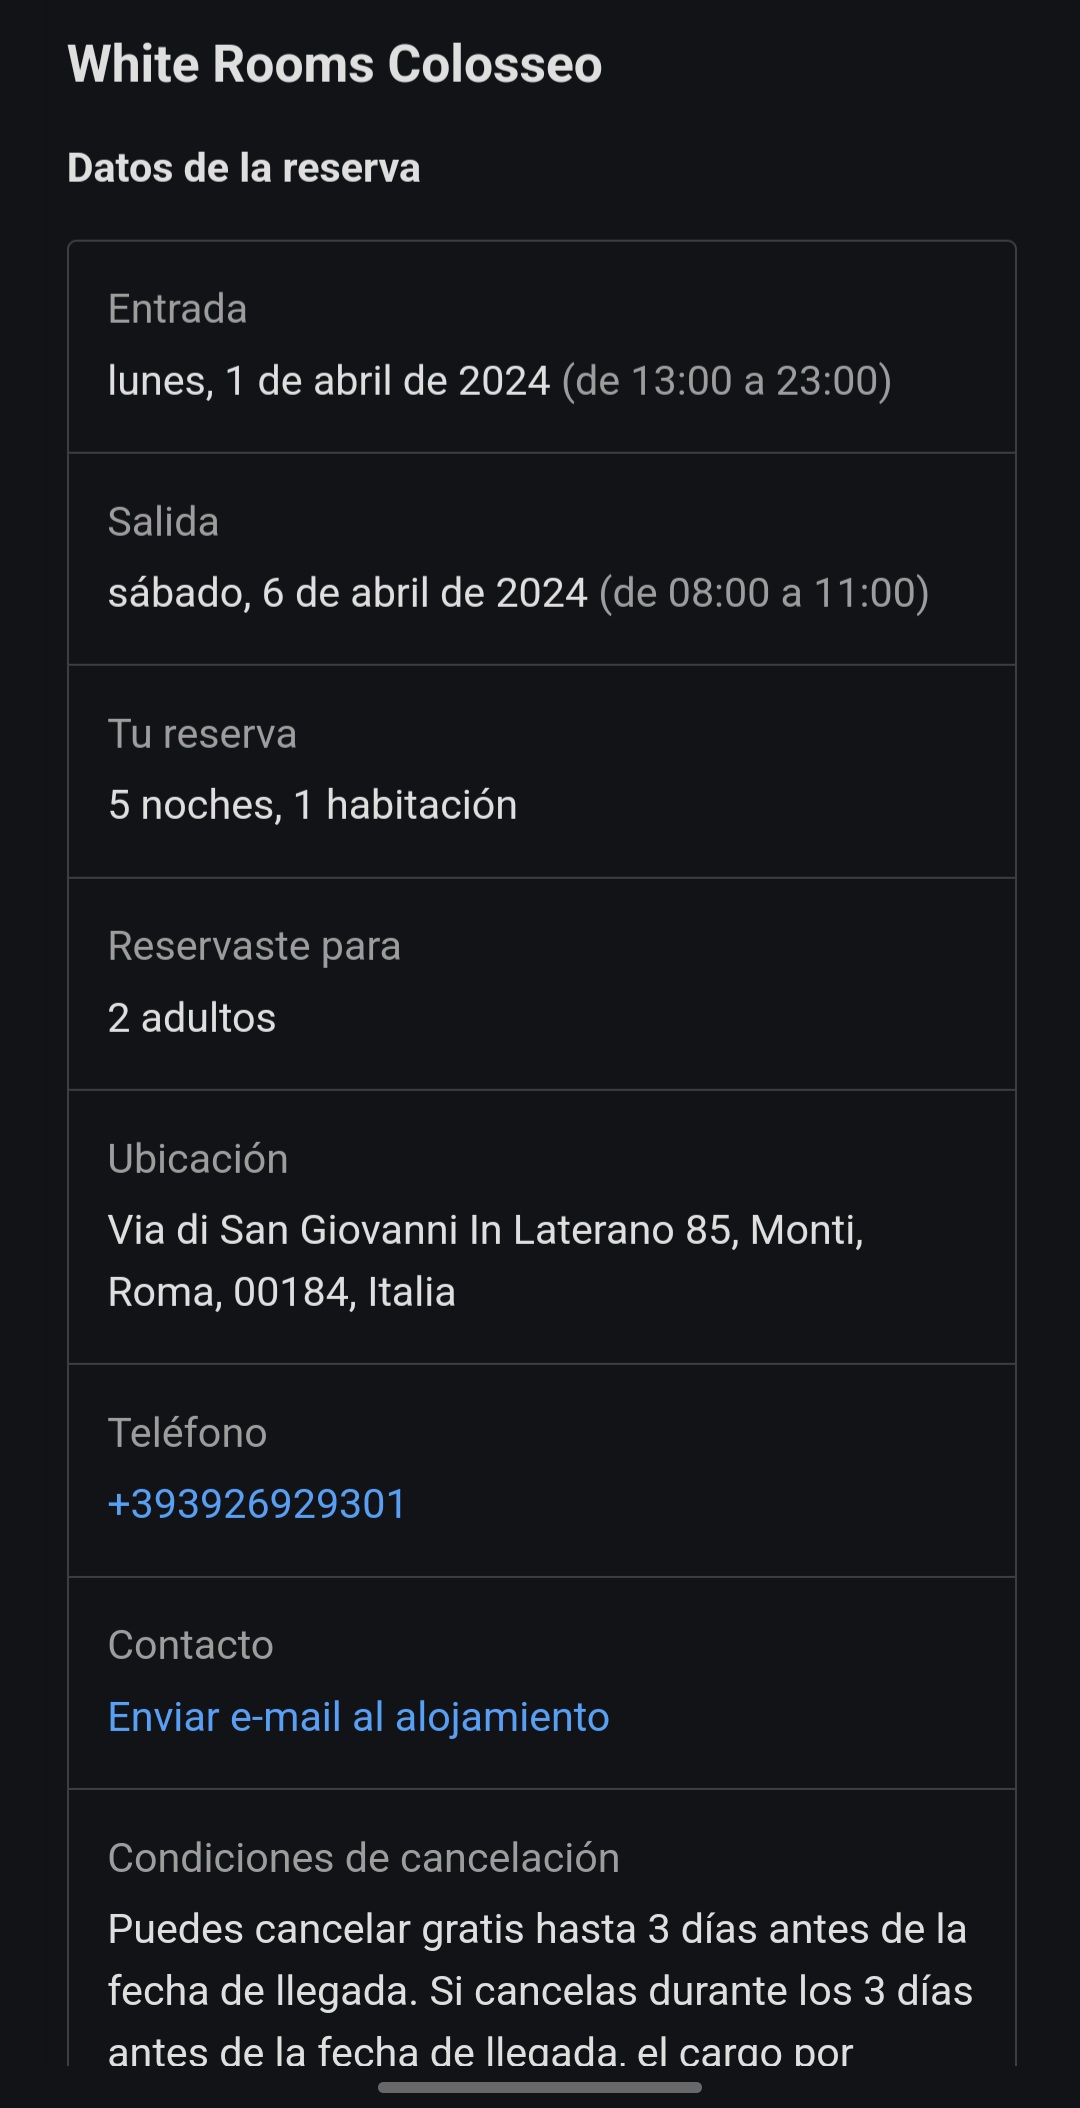 White Rooms Colosseo
Datos de la reserva
Entrada
lunes, 1 de abril de 2024 (de 13:00 a 23:00)
Salida
sábado, 6 de abril de 2024 (de 08:00 a 11:00)
Tu reserva
5 noches, 1 habitación
Reservaste para
2 adultos
Ubicación
Via di San Giovanni In Laterano 85, Monti,
Roma, 00184, Italia
Teléfono
+393926929301
Contacto
Enviar e-mail al alojamiento
Condiciones de cancelación
Puedes cancelar gratis hasta 3 días antes de la
fecha de llegada. Si cancelas durante los 3 días
antes de la fecha de llegada, el cargo por